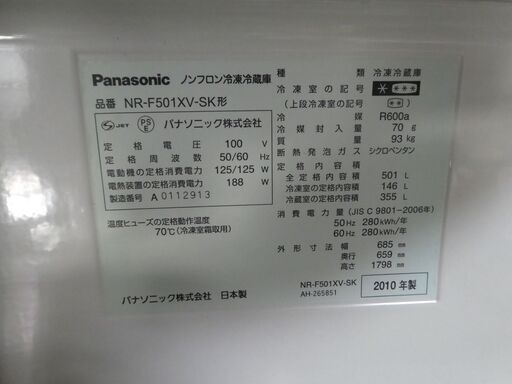 Panasonic ノンフロン冷凍冷蔵庫
品番 NR-F501XV-SK形
S JET PSE パナソニック株式会社
定格電圧 100 V
定格周波数 50/60 Hz
電動機の定格消費電力 125/125 W
電熱装置の定格消費電力 188 W
製造番号 A 0112913
温度ヒューズの定格動作温度
70℃(冷凍室霜取用)
パナソニック株式会社 日本製
種類 冷凍冷蔵庫
冷凍室の記号 * ***
(上段冷凍室の記号) **
冷媒 R600a
冷媒封入量 70 g
質量 93 kg
断熱発泡ガス シクロペンタン
定格内容積
全定格内容積 501 L
冷凍室の定格内容積 146 L
冷蔵室の定格内容積 355 L
消費電力量(JIS C 9801-2006年)
50Hz 280kWh/年
60Hz 280kWh/年
外形寸法 幅 685 mm
奥行 659 mm
高さ 1798 mm
NR-F501XV-SK
AH-265851
2010年製